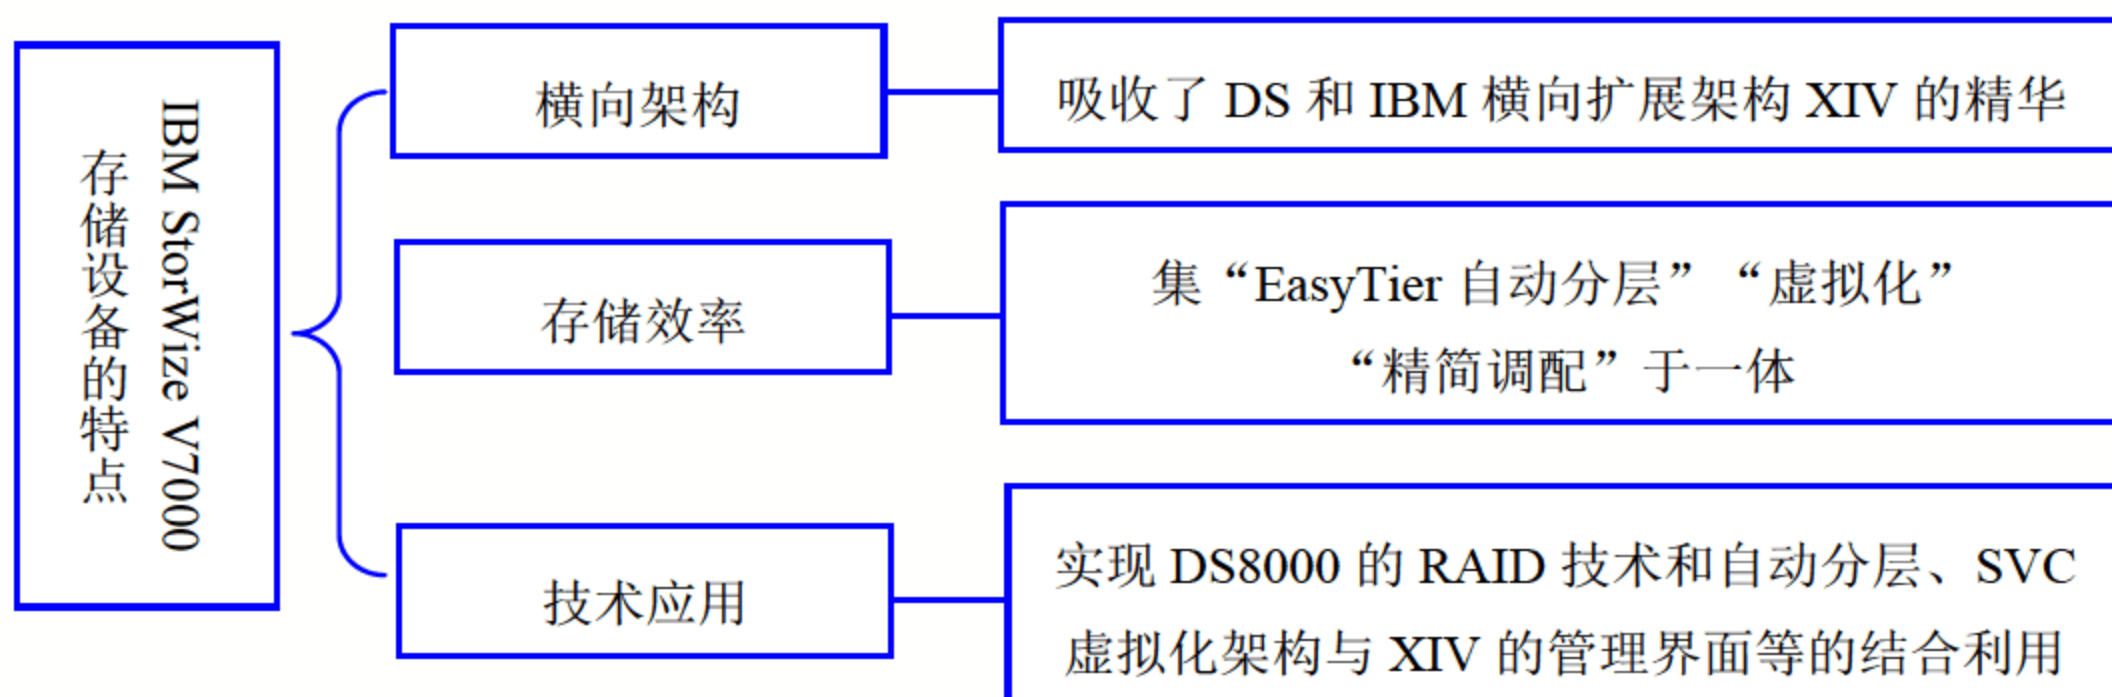 IBM StorWize V7000
存储设备的特点
横向架构
吸收了 DS 和 IBM 横向扩展架构 XIV 的精华
存储效率
集“EasyTier 自动分层”“虚拟化”
“精简调配”于一体
技术应用
实现 DS8000 的 RAID 技术和自动分层、SVC
虚拟化架构与 XIV 的管理界面等的结合利用